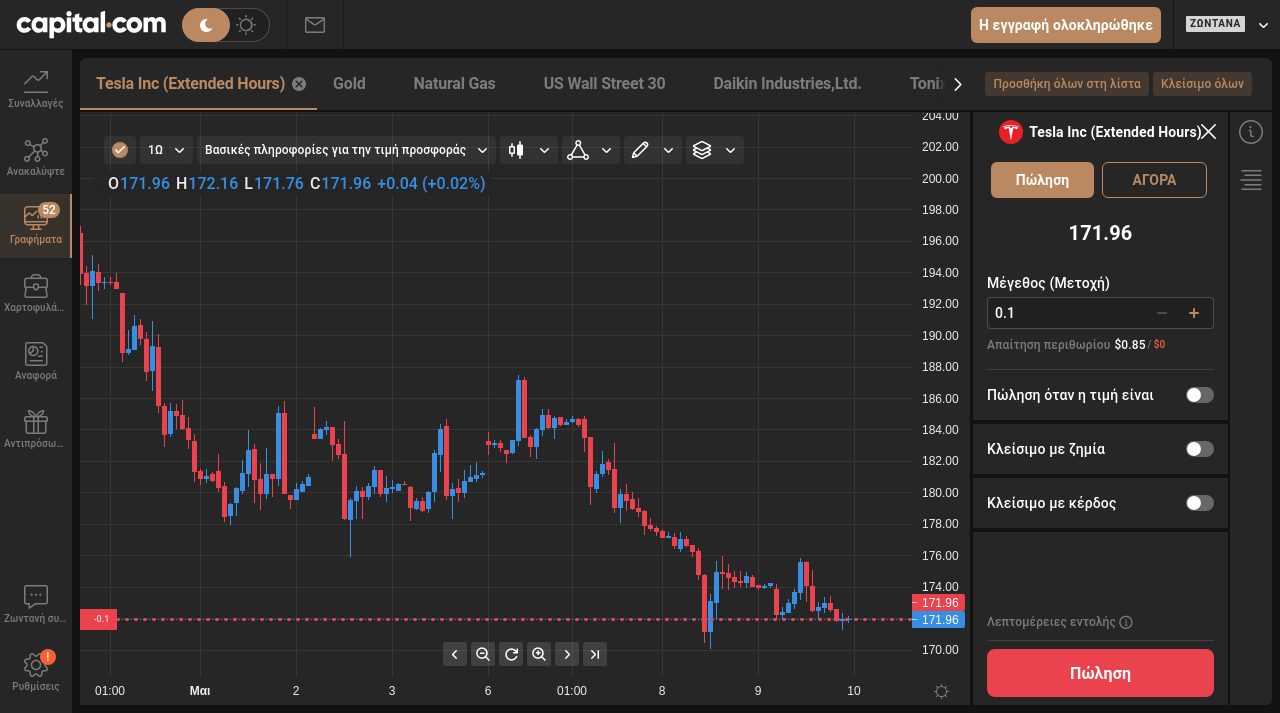 capital.com
Η εγγραφή ολοκληρώθηκε
ΖΩΝΤΑΝΑ
Συναλλαγές
Ανακαλύψτε
52
Γραφήματα
Χαρτοφυλά...
Αναφορά
Αντιπρόσω...
Ζωντανή συ...
!
Ρυθμίσεις
Tesla Inc (Extended Hours) Gold Natural Gas US Wall Street 30 Daikin Industries,Ltd. Toni
Προσθήκη όλων στη λίστα Κλείσιμο όλων
1Ω Βασικές πληροφορίες για την τιμή προσφοράς
O171.96 H172.16 L171.76 C171.96 +0.04 (+0.02%)
204.00
202.00
200.00
198.00
196.00
194.00
192.00
190.00
188.00
186.00
184.00
182.00
180.00
178.00
176.00
174.00
171.96
-0.1 171.96
170.00
01:00 Μαι 2 3 6 01:00 8 9 10
Tesla Inc (Extended Hours)
Πώληση ΑΓΟΡΑ
171.96
Μέγεθος (Μετοχή)
0.1
Απαίτηση περιθωρίου $0.85 / $0
Πώληση όταν η τιμή είναι
Κλείσιμο με ζημία
Κλείσιμο με κέρδος
Λεπτομέρειες εντολής
Πώληση